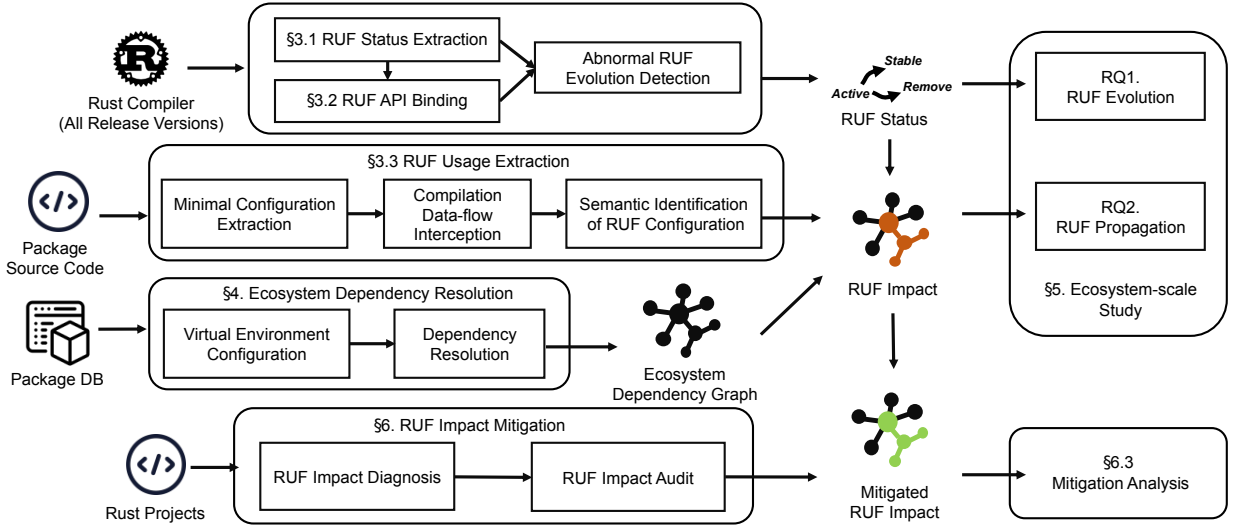 R
Rust Compiler
(All Release Versions)
§3.1 RUF Status Extraction
§3.2 RUF API Binding
Abnormal RUF
Evolution Detection
Stable
Active
Remove
RUF Status
RQ1.
RUF Evolution
RQ2.
RUF Propagation
§5. Ecosystem-scale
Study
</>
Package
Source Code
§3.3 RUF Usage Extraction
Minimal Configuration
Extraction
Compilation
Data-flow
Interception
Semantic Identification
of RUF Configuration
RUF Impact
Package DB
§4. Ecosystem Dependency Resolution
Virtual Environment
Configuration
Dependency
Resolution
Ecosystem
Dependency Graph
</>
Rust Projects
§6. RUF Impact Mitigation
RUF Impact Diagnosis
RUF Impact Audit
Mitigated
RUF Impact
§6.3
Mitigation Analysis